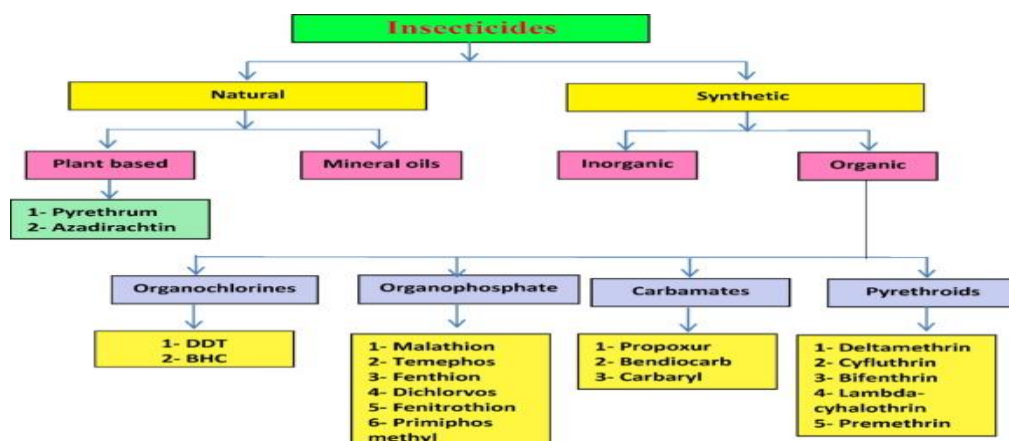 Insecticides
Natural
Synthetic
Plant based
Mineral oils
Inorganic
Organic
1- Pyrethrum
2- Azadirachtin
Organochlorines
Organophosphate
Carbamates
Pyrethroids
1- DDT
2- BHC
1- Malathion
2- Temephos
3- Fenthion
4- Dichlorvos
5- Fenitrothion
6- Primiphos
methyl
1- Propoxur
2- Bendiocarb
3- Carbaryl
1- Deltamethrin
2- Cyfluthrin
3- Bifenthrin
4- Lambda-
cyhalothrin
5- Premethrin